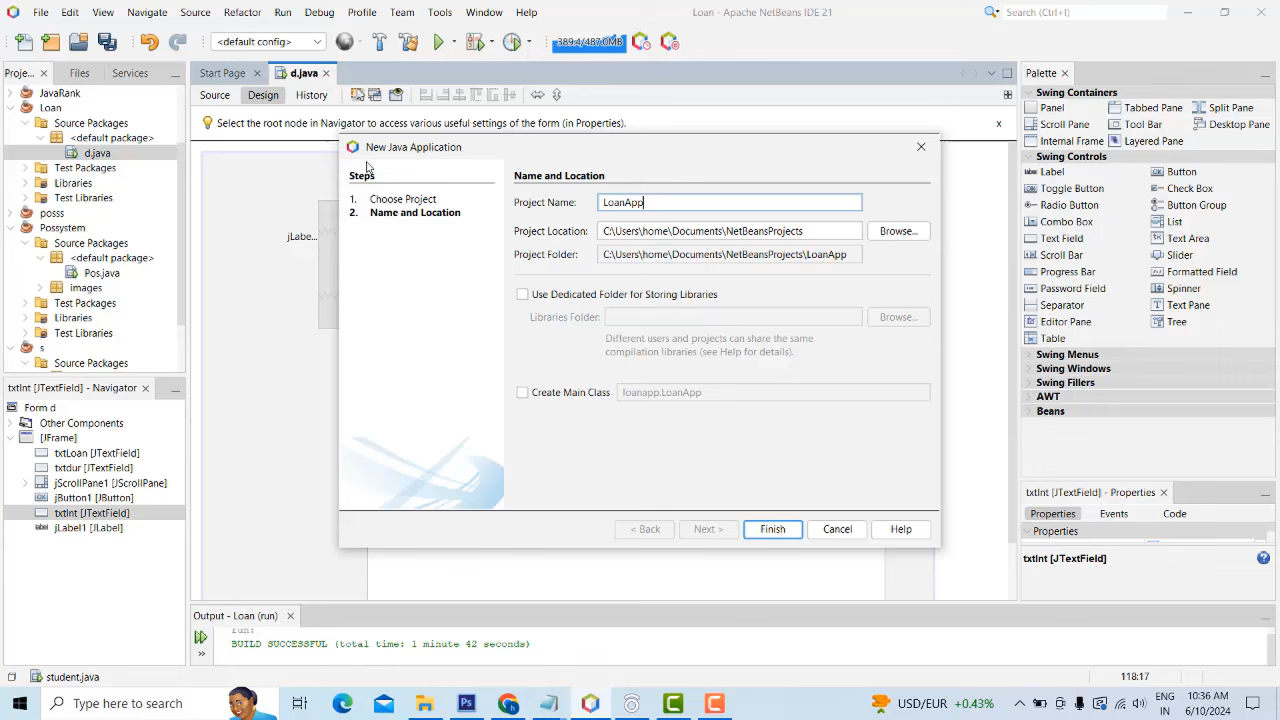 File Edit View Navigate Source Refactor Run Debug Profile Team Tools Window Help
Loan - Apache NetBeans IDE 21
Search (Ctrl+I)
<default config>
389.4/487.0MB
Proje... Files Services
Start Page d.java
Palette
JavaRank
Loan
Source Packages
<default package>
d.java
Test Packages
Libraries
Test Libraries
posss
Possystem
Source Packages
<default package>
Pos.java
images
Test Packages
Libraries
Test Libraries
s
Source Packages
Source Design History
Select the root node in Navigator to access various useful settings of the form (in Properties). x
jLabe...
New Java Application
Steps
1. Choose Project
2. Name and Location
Name and Location
Project Name: LoanApp
Project Location: C:\Users\home\Documents\NetBeansProjects Browse...
Project Folder: C:\Users\home\Documents\NetBeansProjects\LoanApp
Use Dedicated Folder for Storing Libraries
Libraries Folder: Browse...
Different users and projects can share the same
compilation libraries (see Help for details).
Create Main Class loanapp.LoanApp
< Back Next > Finish Cancel Help
Swing Containers
Panel Tabbed Pane Split Pane
Scroll Pane Tool Bar Desktop Pane
Internal Frame Layered Pane
Swing Controls
Label Button
Toggle Button Check Box
Radio Button Button Group
Combo Box List
Text Field Text Area
Scroll Bar Slider
Progress Bar Formatted Field
Password Field Spinner
Separator Text Pane
Editor Pane Tree
Table
Swing Menus
Swing Windows
Swing Fillers
AWT
Beans
txtInt [JTextField] - Navigator
Form d
Other Components
[JFrame]
txtLoan [JTextField]
txtdur [JTextField]
jScrollPane1 [JScrollPane]
jButton1 [JButton]
txtInt [JTextField]
jLabel1 [JLabel]
txtInt [JTextField] - Properties
Properties Events Code
Properties
txtInt [JTextField]
Output - Loan (run)
run:
BUILD SUCCESSFUL (total time: 1 minute 42 seconds)
student.java
118:17
Type here to search
USD/EUR +0.43%
IN
10:36 AM
6/10/2024